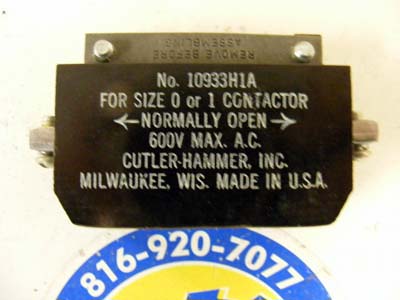 REMOVE BEFORE
ASSEMBLING
No. 10933H1A
FOR SIZE 0 or 1 CONTACTOR
←NORMALLY OPEN→
600V MAX. A.C.
CUTLER-HAMMER, INC.
MILWAUKEE, WIS. MADE IN U.S.A.
816-920-7077